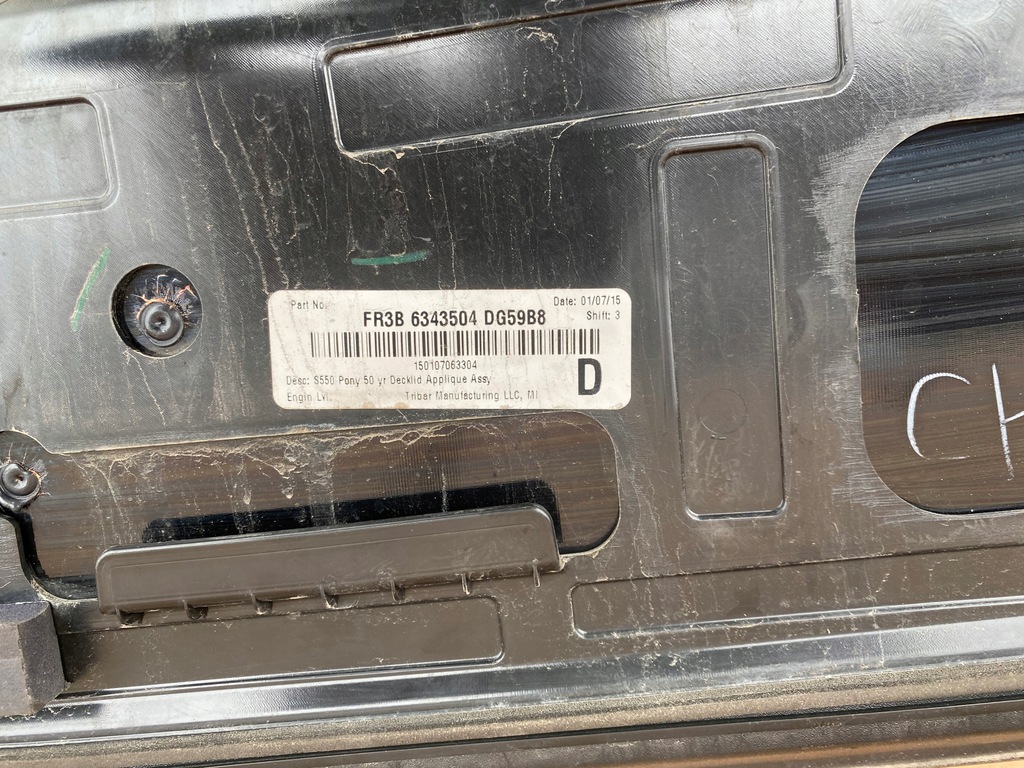 Part No.
Date: 01/07/15
FR3B 6343504 DG59B8
Shift: 3
150107063304
Desc: S550 Pony 50 yr Decklid Applique Assy
D
Engin Lvl:
Tribar Manufacturing LLC, MI
CH